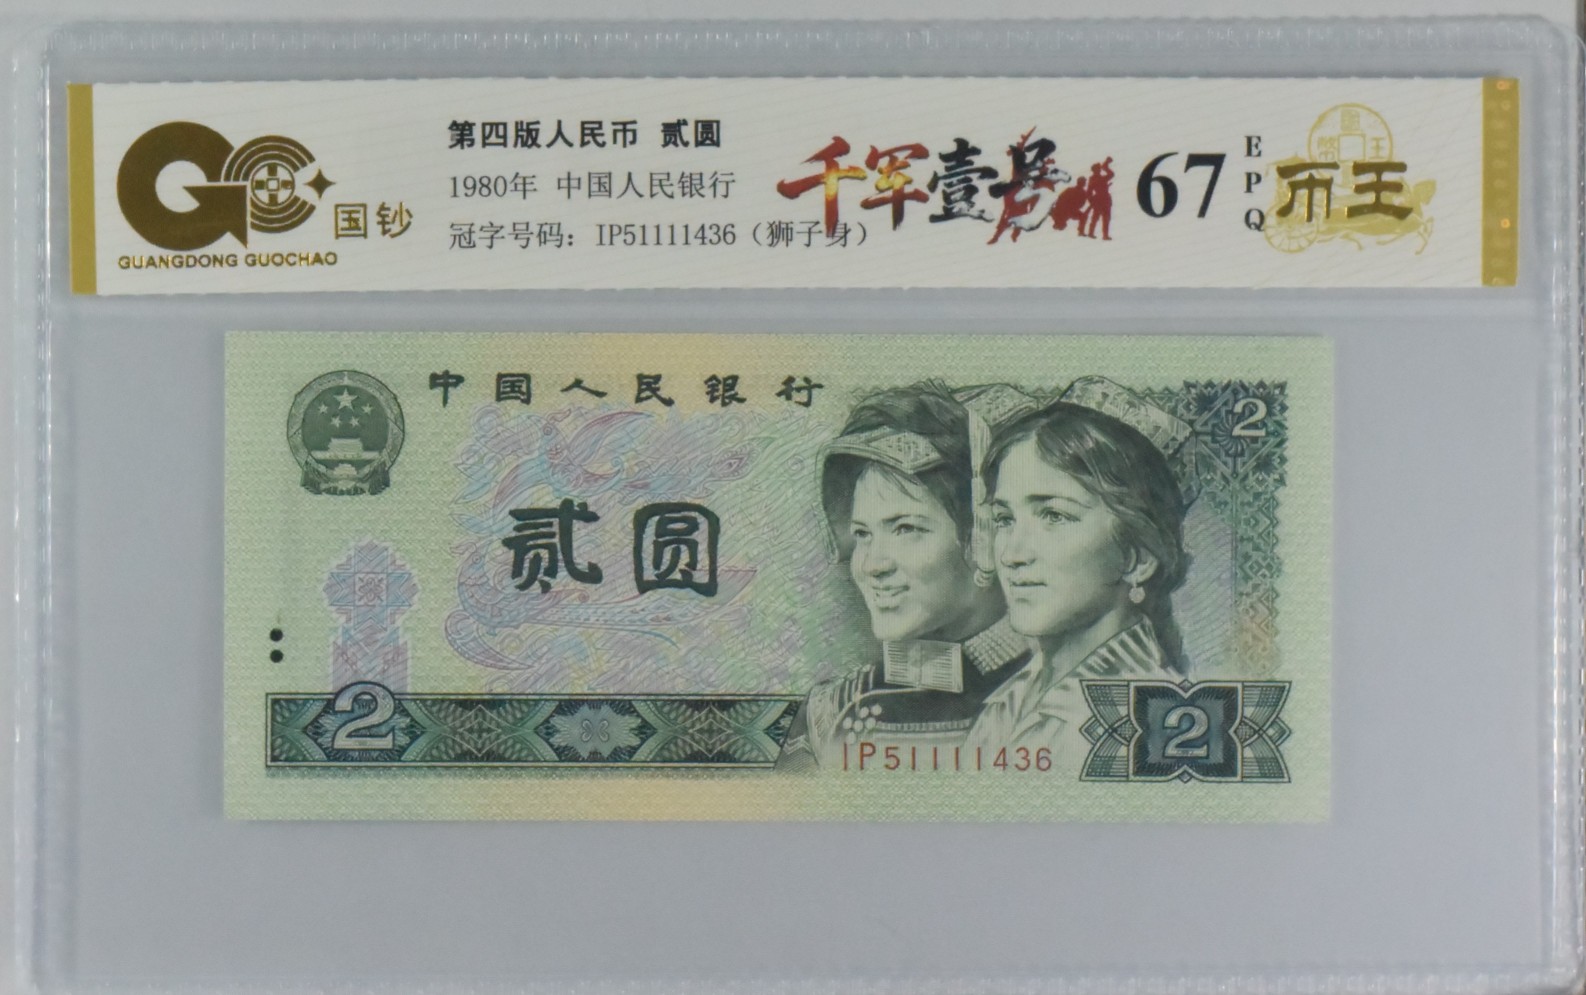 国钞
GUANGDONG GUOCHAO
第四版人民币 贰圆
1980年 中国人民银行
冠字号码：IP51111436（狮子身）
千军壹号
67
EPQ
币王
中国人民银行
2
贰圆
2
IP51111436
2